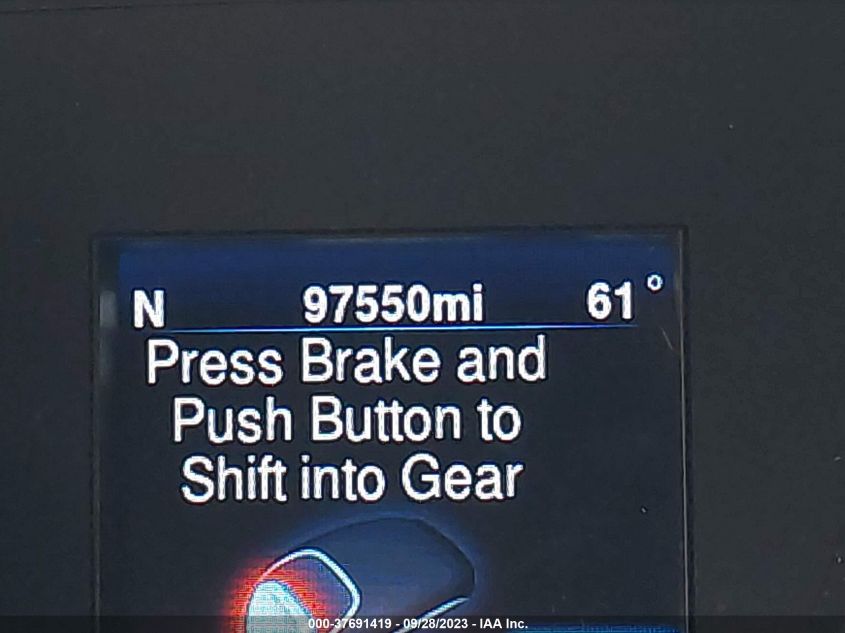 N 97550mi 61°
Press Brake and
Push Button to
Shift into Gear
000-37691419 - 09/28/2023 - IAA Inc.